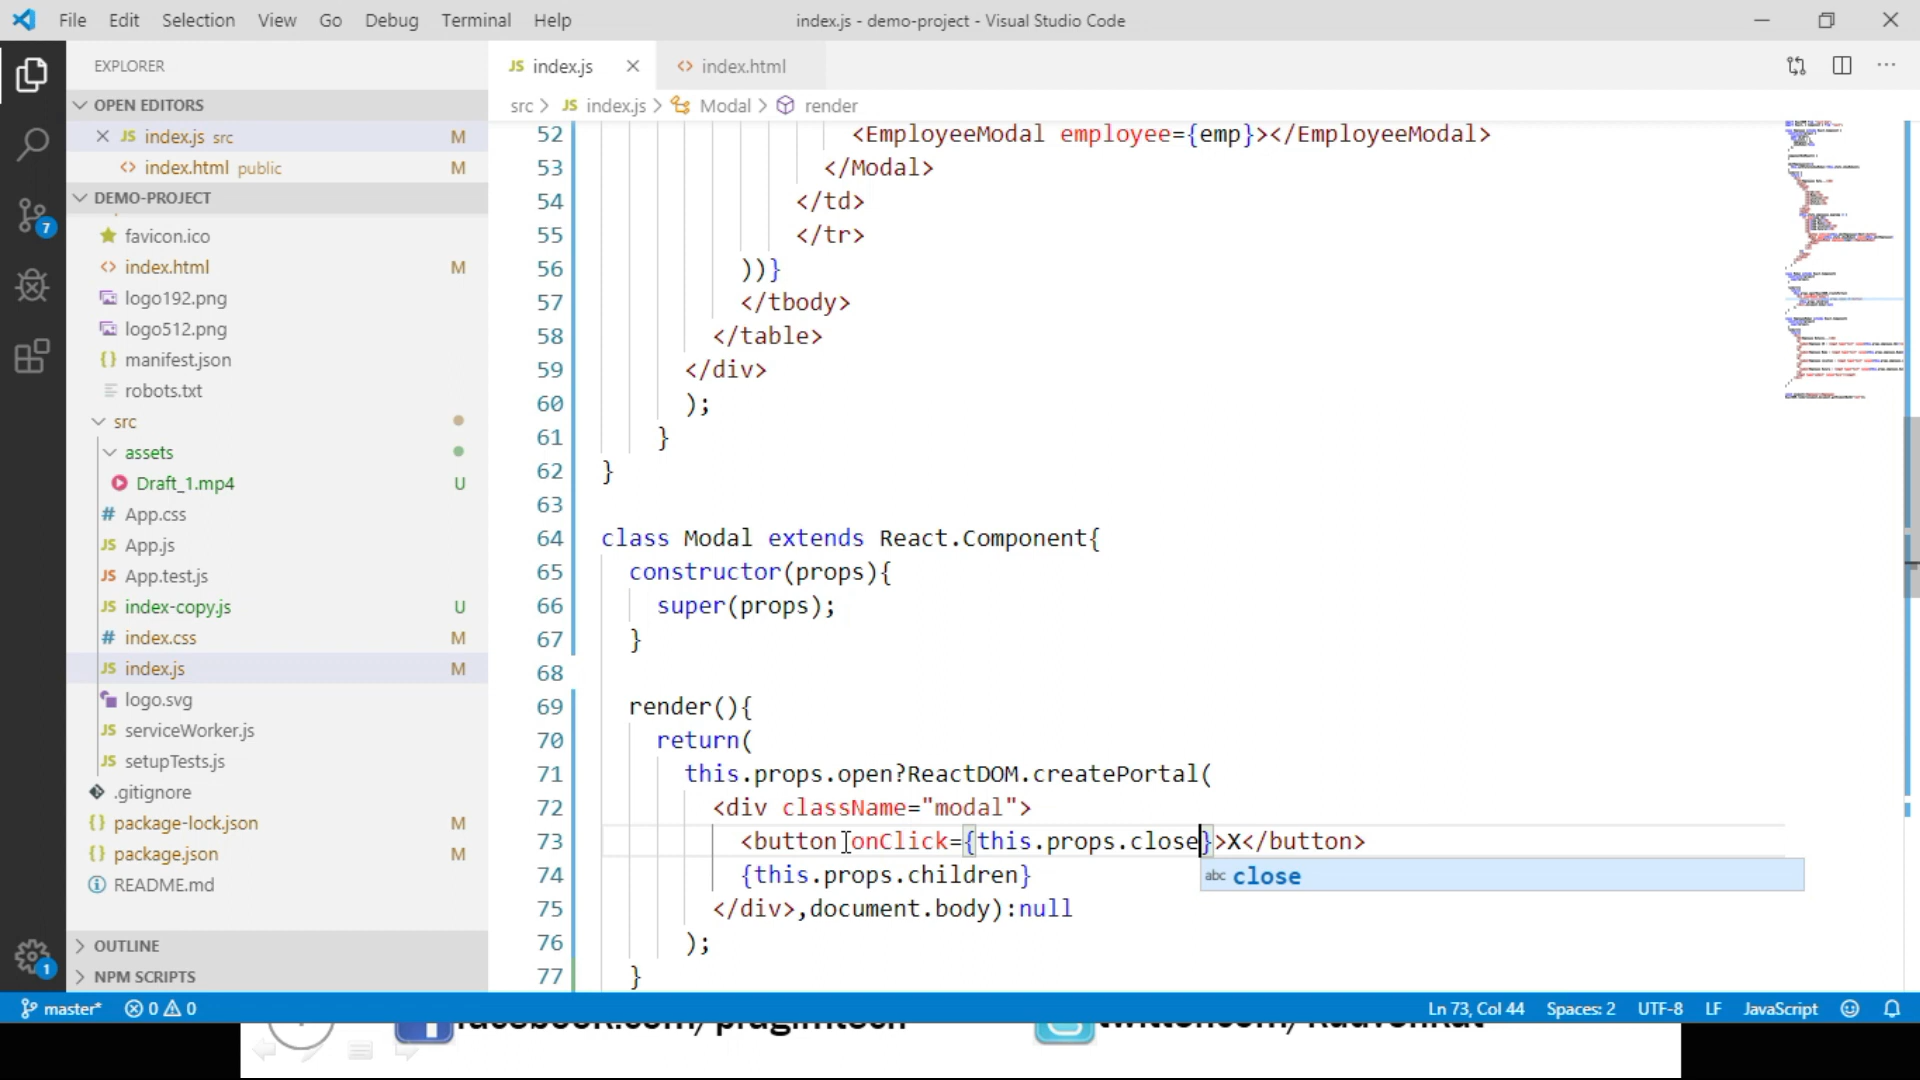 File Edit Selection View Go Debug Terminal Help index.js - demo-project - Visual Studio Code
EXPLORER
OPEN EDITORS
index.js src M
index.html public M
DEMO-PROJECT
favicon.ico
index.html M
logo192.png
logo512.png
manifest.json
robots.txt
src
assets
Draft_1.mp4 U
App.css
App.js
App.test.js
index-copy.js U
index.css M
index.js M
logo.svg
serviceWorker.js
setupTests.js
.gitignore
package-lock.json M
package.json M
README.md
OUTLINE
NPM SCRIPTS
7
1
JS index.js index.html
src > JS index.js > Modal > render
52 <EmployeeModal employee={emp}></EmployeeModal>
53 </Modal>
54 </td>
55 </tr>
56 ))}
57 </tbody>
58 </table>
59 </div>
60 );
61 }
62 }
63
64 class Modal extends React.Component{
65 constructor(props){
66 super(props);
67 }
68
69 render(){
70 return(
71 this.props.open?ReactDOM.createPortal(
72 <div className="modal">
73 <button onClick={this.props.close}>X</button>
abc close
74 {this.props.children}
75 </div>,document.body):null
76 );
77 }
master* 0 0 Ln 73, Col 44 Spaces: 2 UTF-8 LF JavaScript
facebook.com/pragimtech